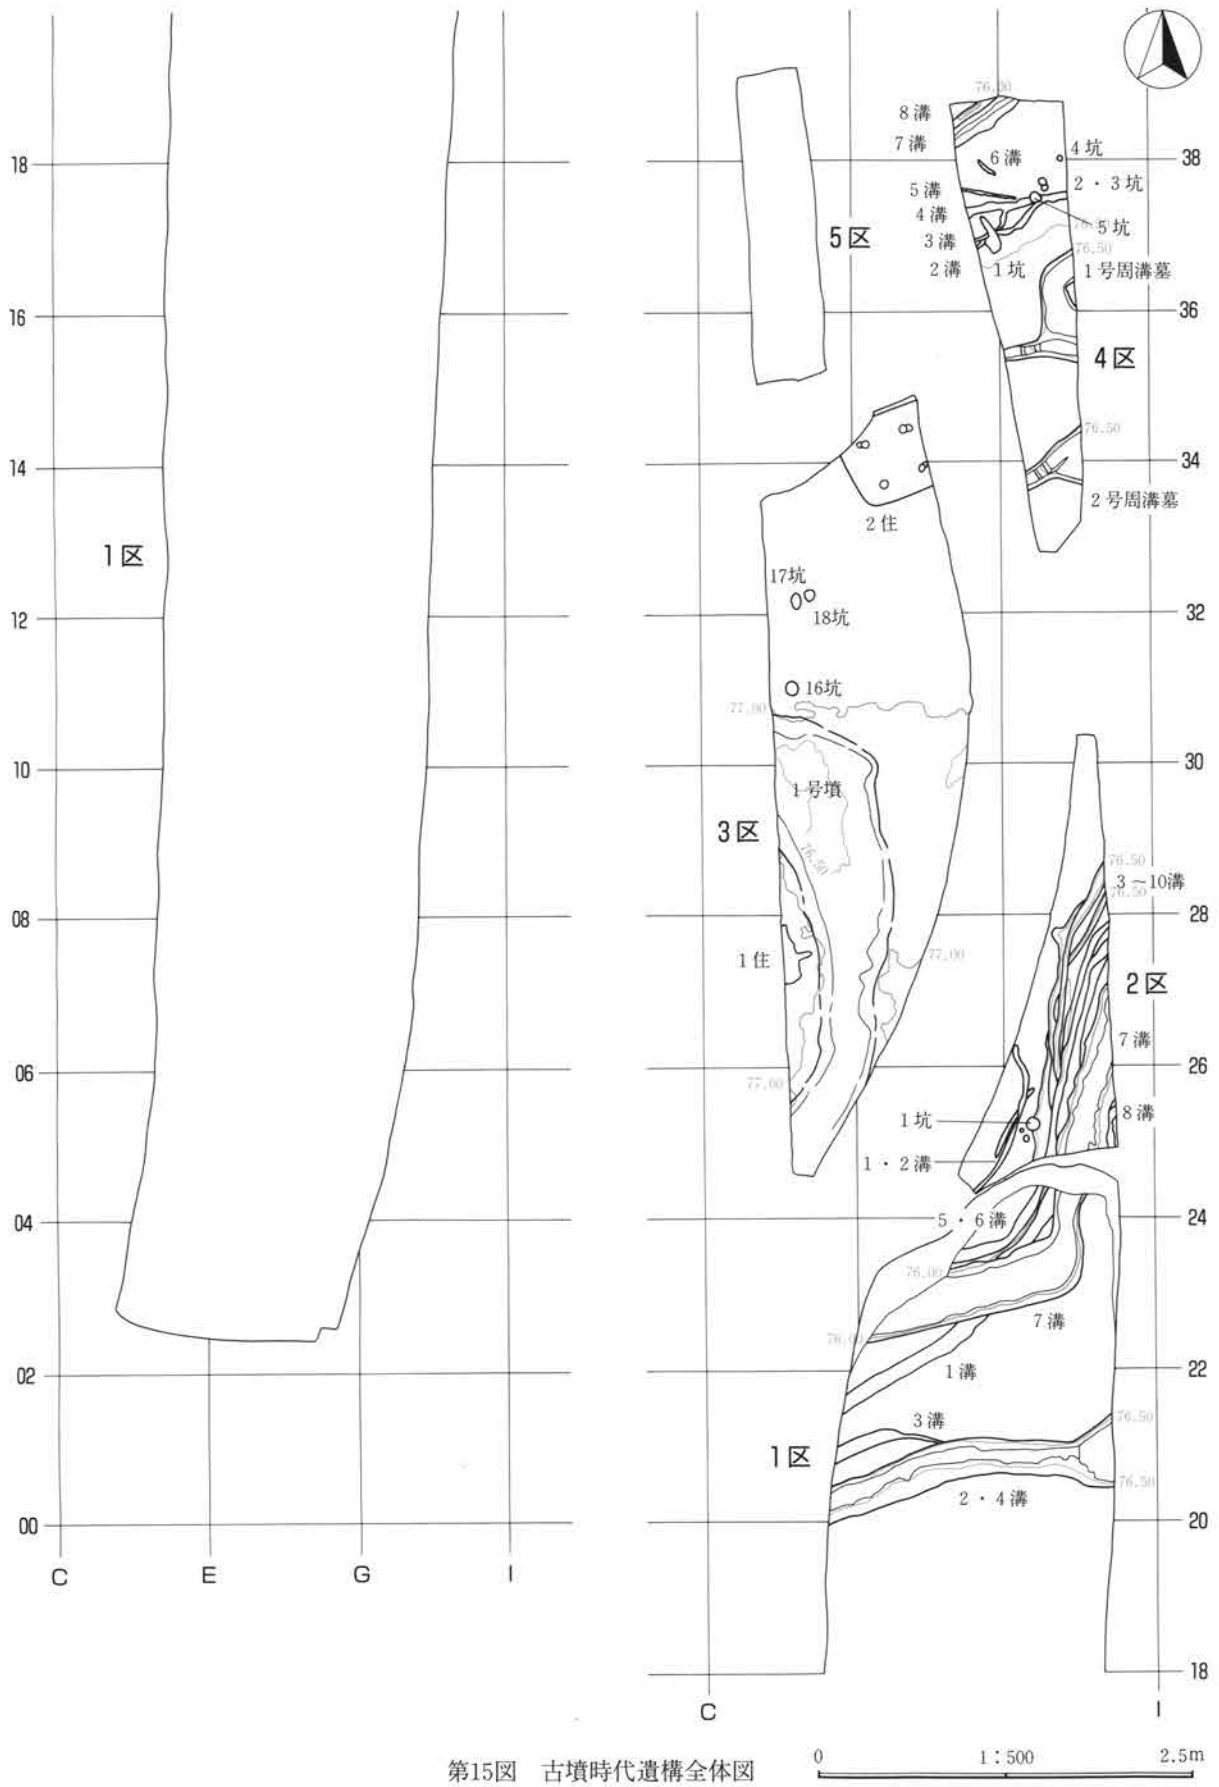 18
16
14
12
10
08
06
04
02
00
C
E
G
I
1区
5区
76.00
8溝
7溝
6溝
4坑
38
2・3坑
5溝
4溝
5坑
3溝
76.50
2溝
1坑
1号周溝墓
36
4区
76.50
34
2号周溝墓
2住
17坑
18坑
32
16坑
77.00
30
1号墳
3区
76.50
76.50
3～10溝
76.50
28
1住
77.00
2区
7溝
77.00
26
1坑
8溝
1・2溝
5・6溝
24
76.00
7溝
76.00
22
1溝
3溝
76.50
1区
76.50
2・4溝
20
18
C
I
第15図 古墳時代遺構全体図
0 1:500 2.5m